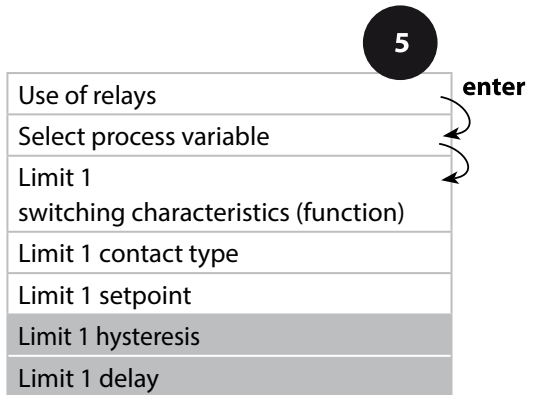 5
enter
Use of relays
Select process variable
Limit 1
switching characteristics (function)
Limit 1 contact type
Limit 1 setpoint
Limit 1 hysteresis
Limit 1 delay